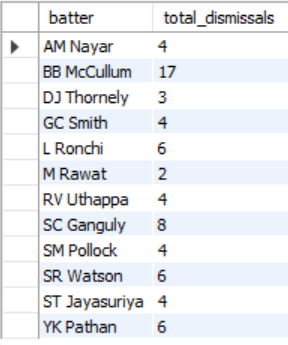 batter total_dismissals
AM Nayar 4
BB McCullum 17
DJ Thornely 3
GC Smith 4
L Ronchi 6
M Rawat 2
RV Uthappa 4
SC Ganguly 8
SM Pollock 4
SR Watson 6
ST Jayasuriya 4
YK Pathan 6